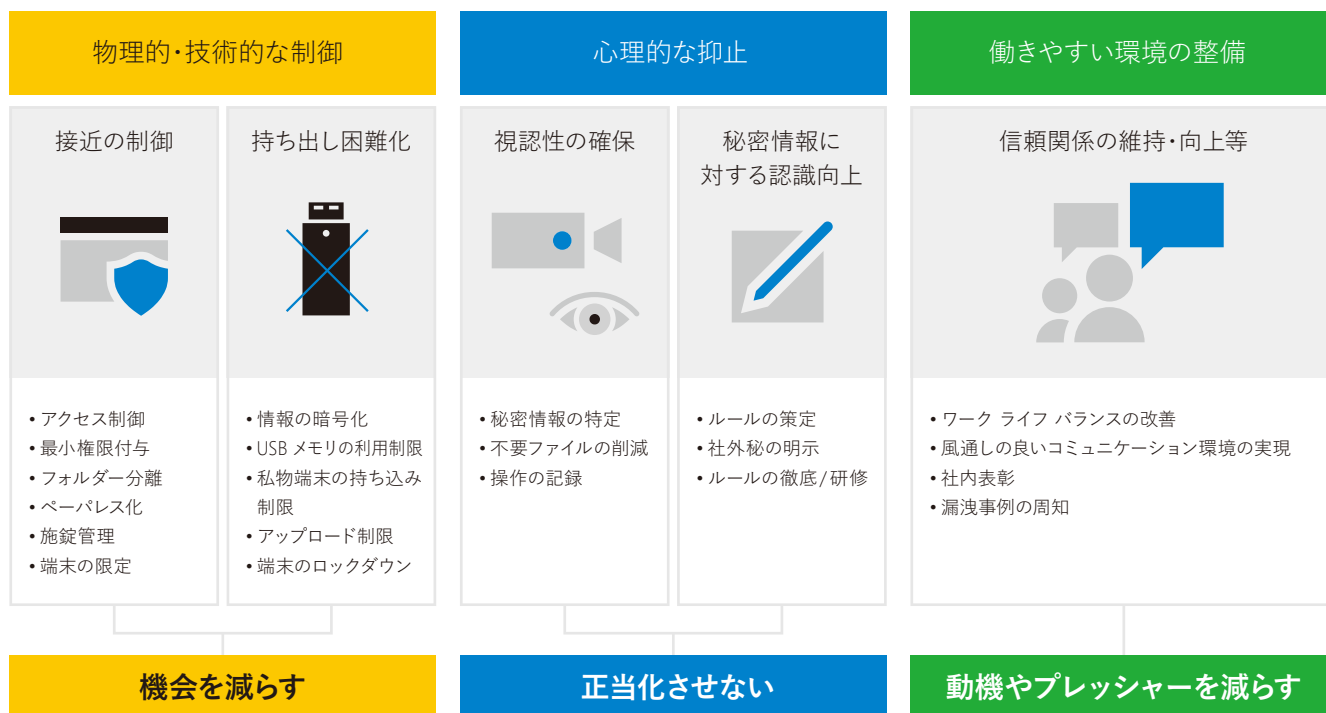 物理的・技術的な制御
接近の制御
• アクセス制御
• 最小権限付与
• フォルダー分離
• ペーパレス化
• 施錠管理
• 端末の限定
持ち出し困難化
• 情報の暗号化
• USB メモリの利用制限
• 私物端末の持ち込み
制限
• アップロード制限
• 端末のロックダウン
機会を減らす
心理的な抑止
視認性の確保
• 秘密情報の特定
• 不要ファイルの削減
• 操作の記録
秘密情報に
対する認識向上
• ルールの策定
• 社外秘の明示
• ルールの徹底/研修
正当化させない
働きやすい環境の整備
信頼関係の維持・向上等
• ワーク ライフ バランスの改善
• 風通しの良いコミュニケーション環境の実現
• 社内表彰
• 漏洩事例の周知
動機やプレッシャーを減らす